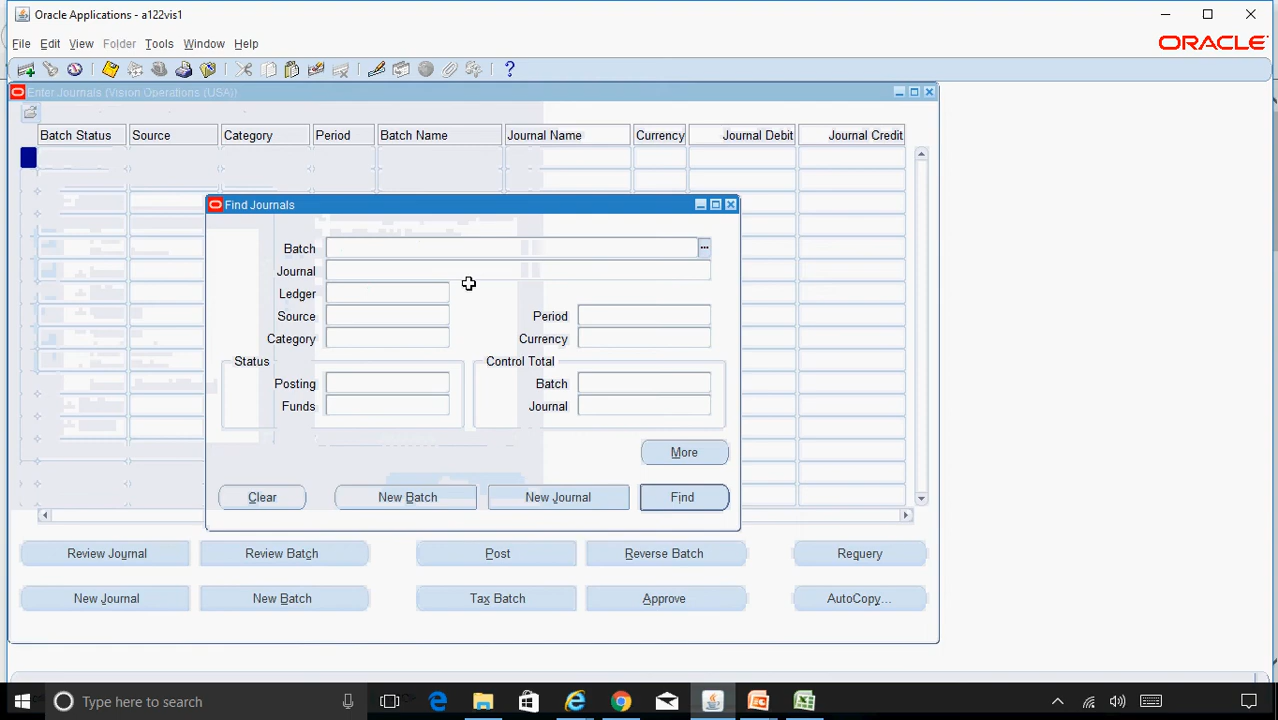 Oracle Applications - a122vis1
File Edit View Folder Tools Window Help
ORACLE
Enter Journals (Vision Operations (USA))
Batch Status Source Category Period Batch Name Journal Name Currency Journal Debit Journal Credit
Find Journals
Batch
Journal
Ledger
Source Period
Category Currency
Status Control Total
Posting Batch
Funds Journal
More
Clear New Batch New Journal Find
Review Journal Review Batch Post Reverse Batch Requery
New Journal New Batch Tax Batch Approve AutoCopy...
Type here to search